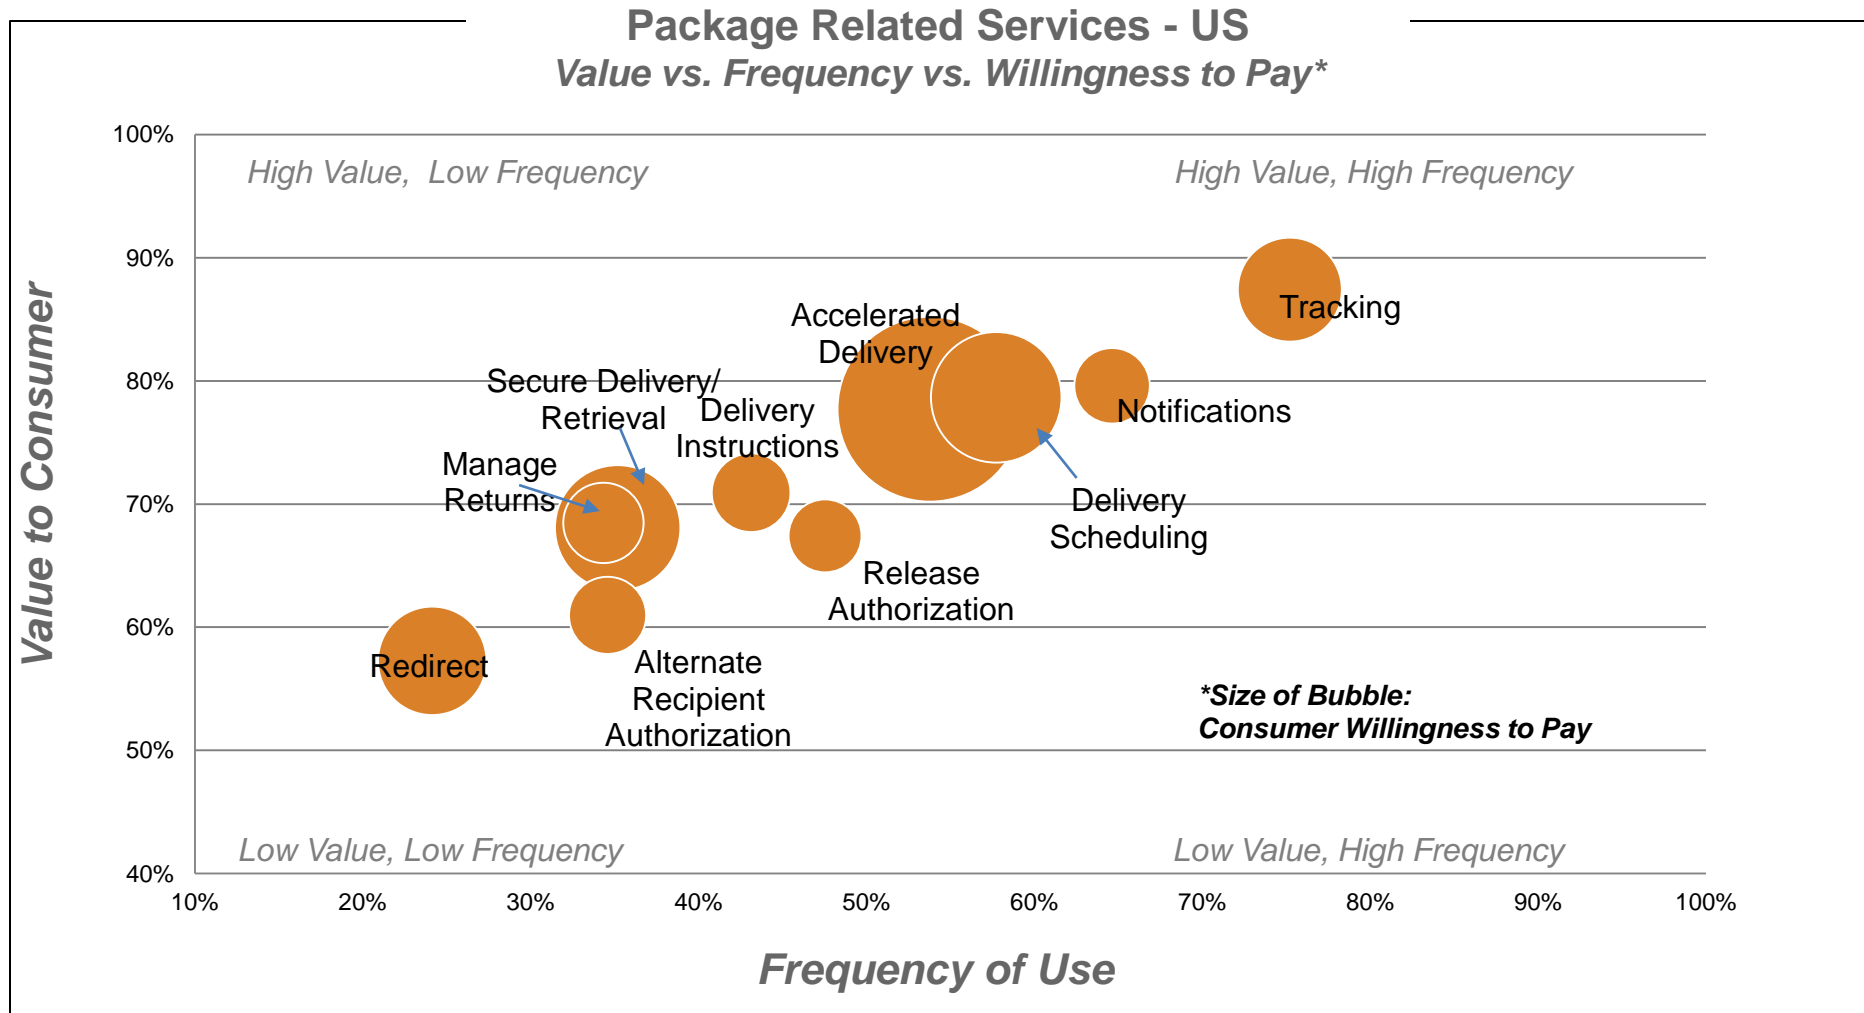 Package Related Services - US
Value vs. Frequency vs. Willingness to Pay*
100%
High Value,  Low Frequency
High Value, High Frequency
90%
Tracking
Accelerated
Delivery
80%
Secure Delivery/
Retrieval
Delivery
Instructions
Notifications
Manage
Returns
70%
Delivery
Scheduling
Release
Authorization
60%
Redirect
Alternate
Recipient
Authorization
*Size of Bubble:
Consumer Willingness to Pay
50%
Low Value, Low Frequency
Low Value, High Frequency
40%
10%
20%
30%
40%
50%
60%
70%
80%
90%
100%
Value to Consumer
Frequency of Use